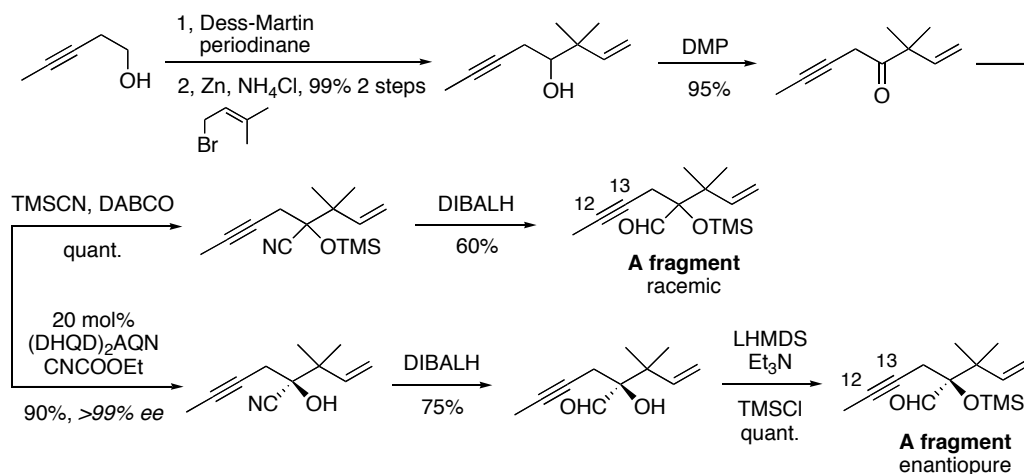 1, Dess-Martin
periodinane
OH
2, Zn, NH4Cl, 99% 2 steps
Br
OH
DMP
95%
O
TMSCN, DABCO
quant.
NC
OTMS
DIBALH
60%
12
13
OHC
OTMS
A fragment
racemic
20 mol%
(DHQD)2AQN
CNCOOEt
90%, >99% ee
NC
OH
DIBALH
75%
OHC
OH
LHMDS
Et3N
TMSCl
quant.
12
13
OHC
OTMS
A fragment
enantiopure